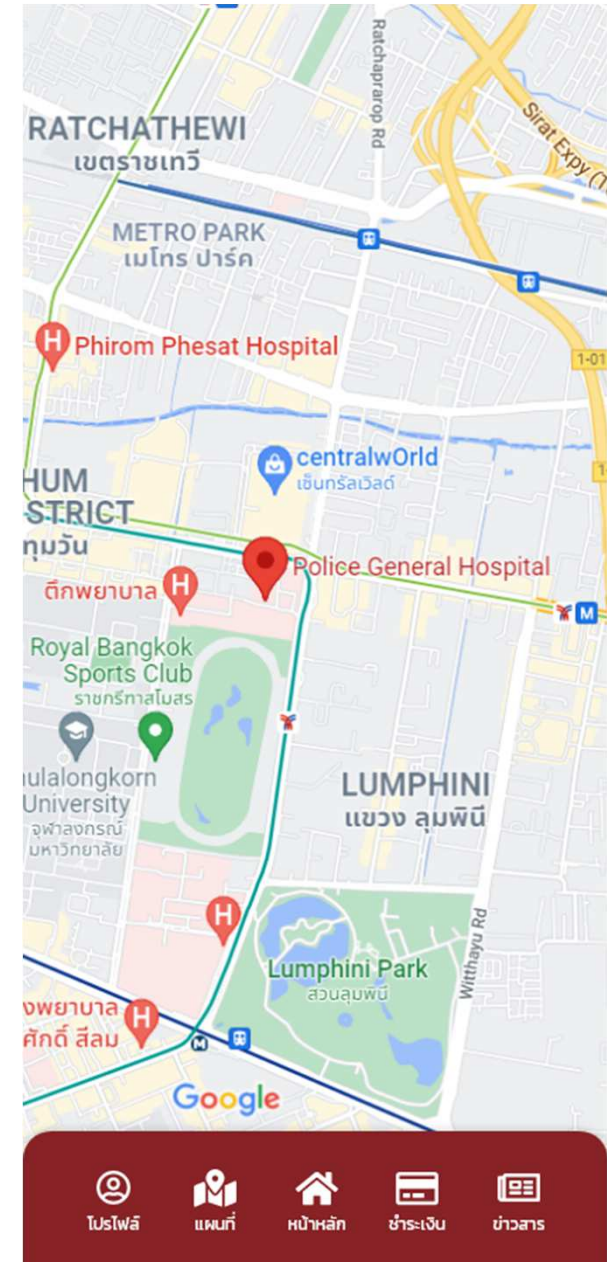 Ratchaprarop Rd
Sirat Expy (T
RATCHATHEWI
เขตราชเทวี
METRO PARK
เมโทร ปาร์ค
H Phirom Phesat Hospital
1-01
centralwOrld
เซ็นทรัลเวิลด์
HUM
STRICT
ทุมวัน
1
Police General Hospital
ตึกพยาบาล H
M
Royal Bangkok
Sports Club
ราชกรีฑาสโมสร
ulalongkorn
University
จุฬาลงกรณ์
มหาวิทยาลัย
LUMPHINI
แขวง ลุมพินี
H
Witthayu Rd
Lumphini Park
สวนลุมพินี
งพยาบาล H
ศักดิ์ สีลม
M
Google
โปรไฟล์ แผนที่ หน้าหลัก ชำระเงิน ข่าวสาร